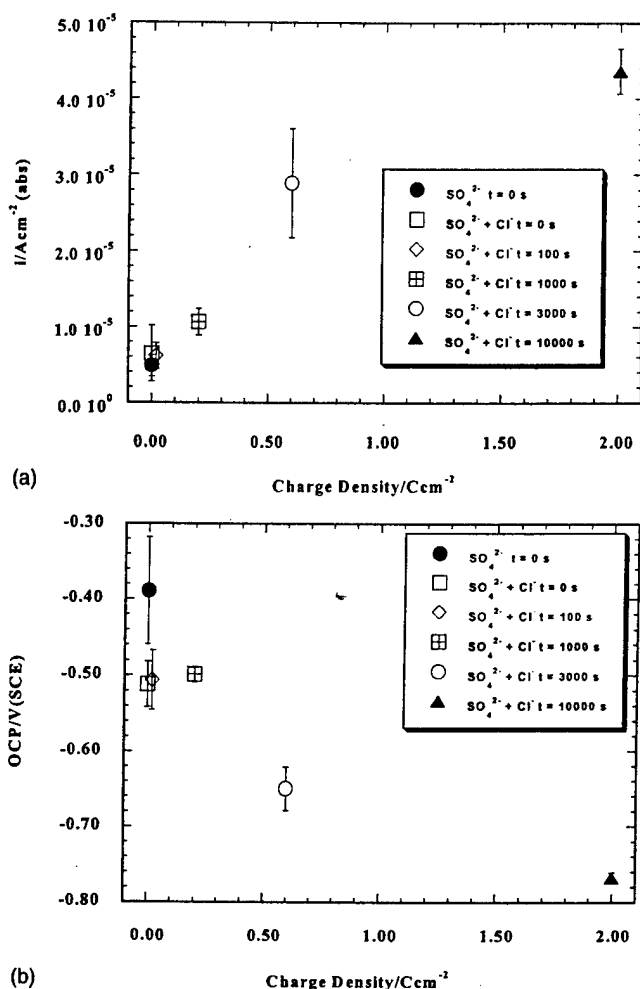 5.0 10⁻⁵
4.0 10⁻⁵
3.0 10⁻⁵
2.0 10⁻⁵
1.0 10⁻⁵
0.0 10⁰
I/Acm⁻² (abs)
SO₄²⁻ t = 0 s
SO₄²⁻ + Cl⁻ t = 0 s
SO₄²⁻ + Cl⁻ t = 100 s
SO₄²⁻ + Cl⁻ t = 1000 s
SO₄²⁻ + Cl⁻ t = 3000 s
SO₄²⁻ + Cl⁻ t = 10000 s
0.00 0.50 1.00 1.50 2.00
(a)
Charge Density/Ccm⁻²
-0.30
-0.40
-0.50
-0.60
-0.70
-0.80
OCP/V(SCE)
SO₄²⁻ t = 0 s
SO₄²⁻ + Cl⁻ t = 0 s
SO₄²⁻ + Cl⁻ t = 100 s
SO₄²⁻ + Cl⁻ t = 1000 s
SO₄²⁻ + Cl⁻ t = 3000 s
SO₄²⁻ + Cl⁻ t = 10000 s
0.00 0.50 1.00 1.50 2.00
(b)
Charge Density/Ccm⁻²